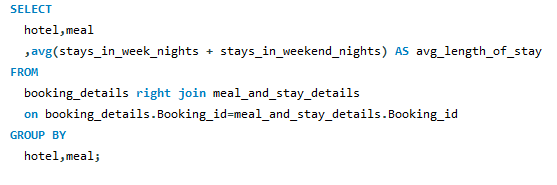 SELECT
hotel,meal
,avg(stays_in_week_nights + stays_in_weekend_nights) AS avg_length_of_stay
FROM
booking_details right join meal_and_stay_details
on booking_details.Booking_id=meal_and_stay_details.Booking_id
GROUP BY
hotel,meal;